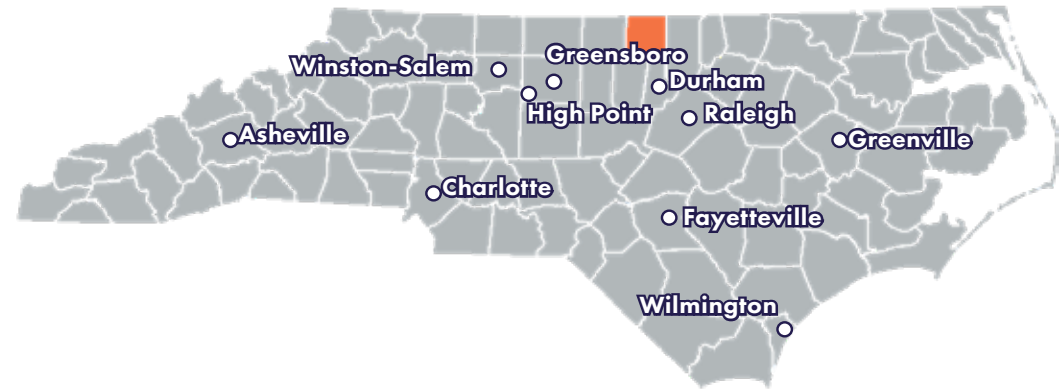 Greensboro
Winston-Salem
Durham
High Point
Raleigh
Asheville
Greenville
Charlotte
Fayetteville
Wilmington